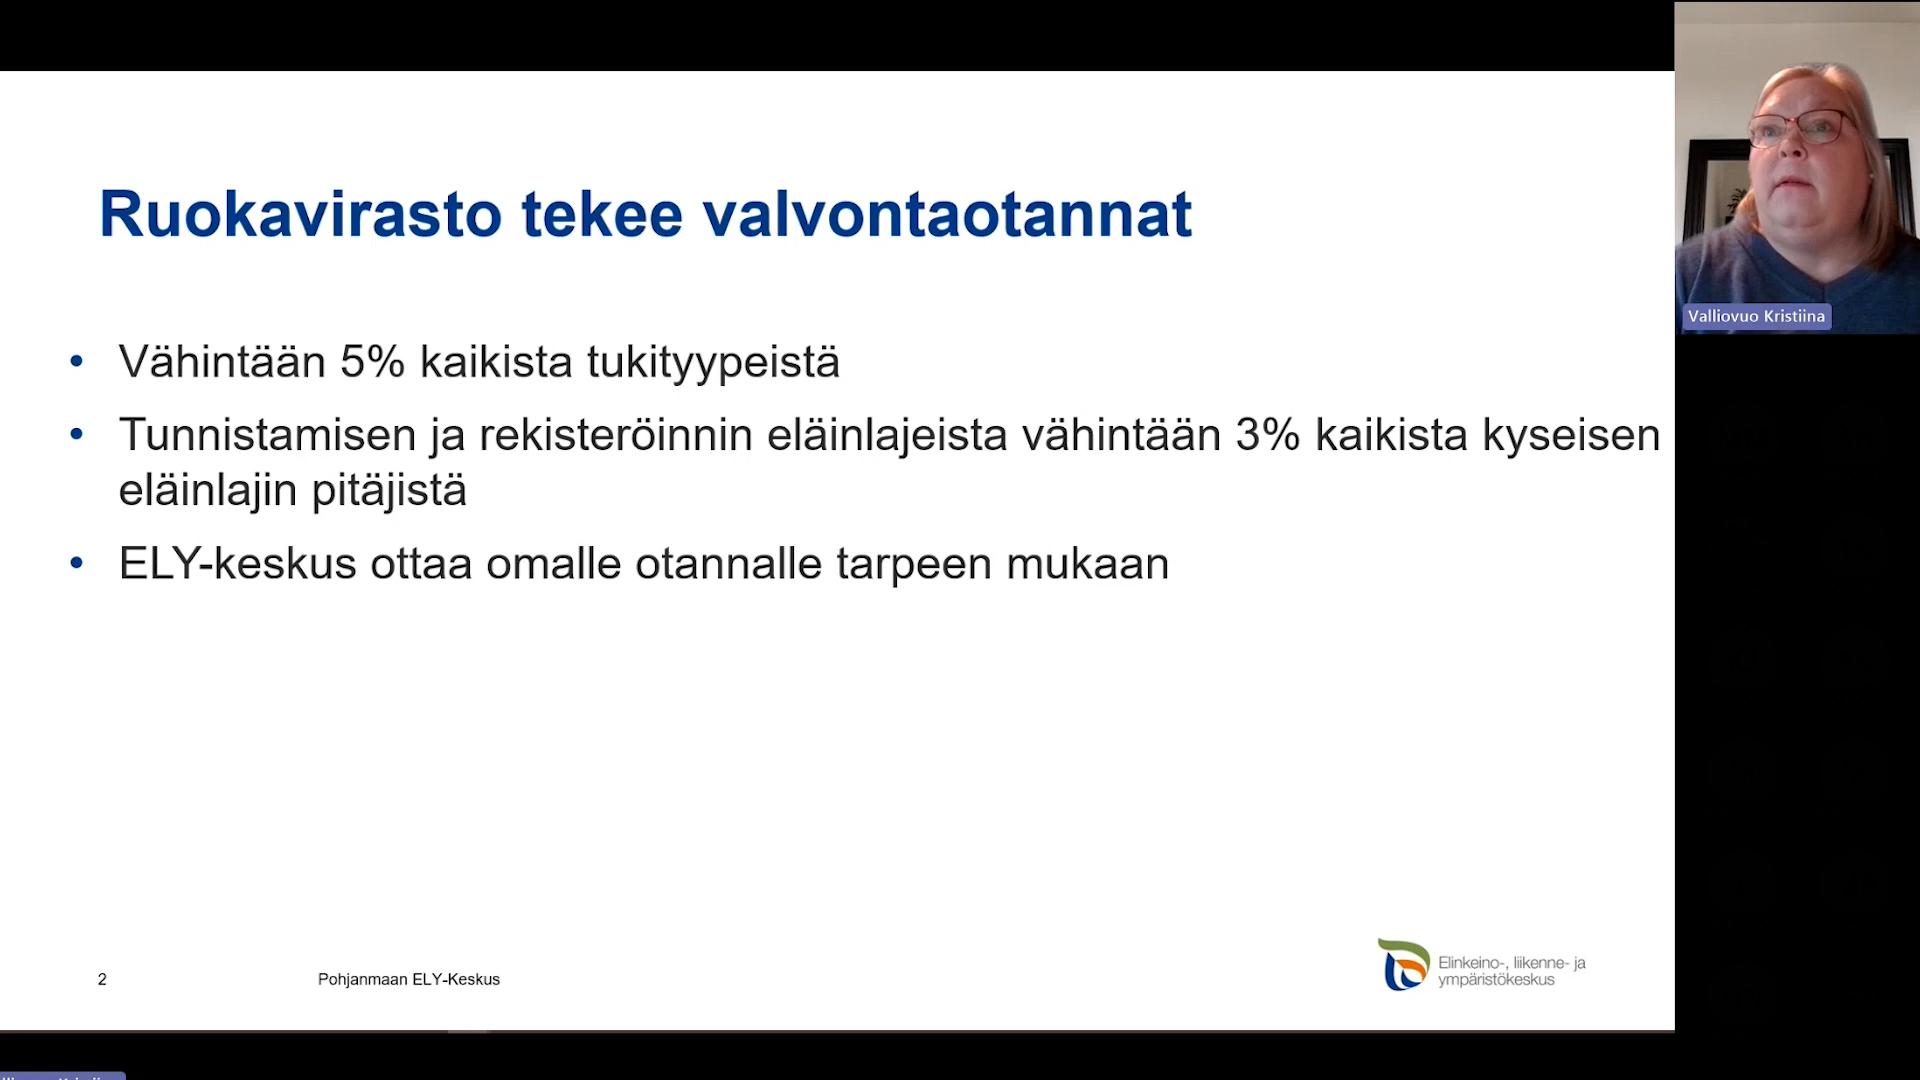 Ruokavirasto tekee valvontaotannat
• Vähintään 5% kaikista tukityypeistä
• Tunnistamisen ja rekisteröinnin eläinlajeista vähintään 3% kaikista kyseisen
eläinlajin pitäjistä
• ELY-keskus ottaa omalle otannalle tarpeen mukaan
2
Pohjanmaan ELY-Keskus
Elinkeino-, liikenne- ja
ympäristökeskus
Valliovuo Kristiina